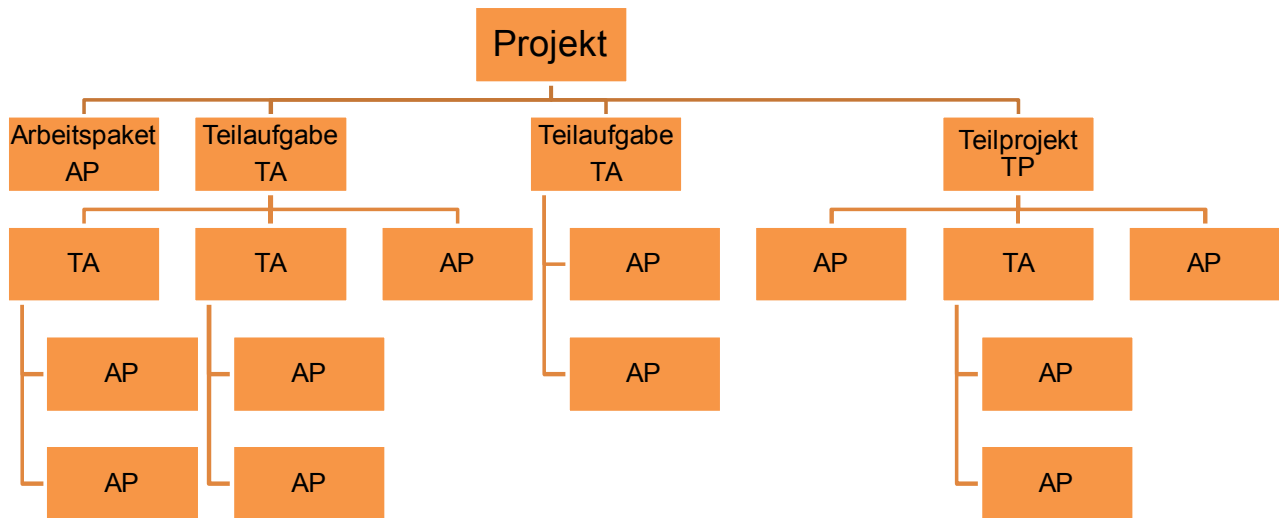 Projekt
Arbeitspaket
AP
Teilaufgabe
TA
Teilaufgabe
TA
Teilprojekt
TP
TA
TA
AP
AP
AP
TA
AP
AP
AP
AP
AP
AP
AP
AP